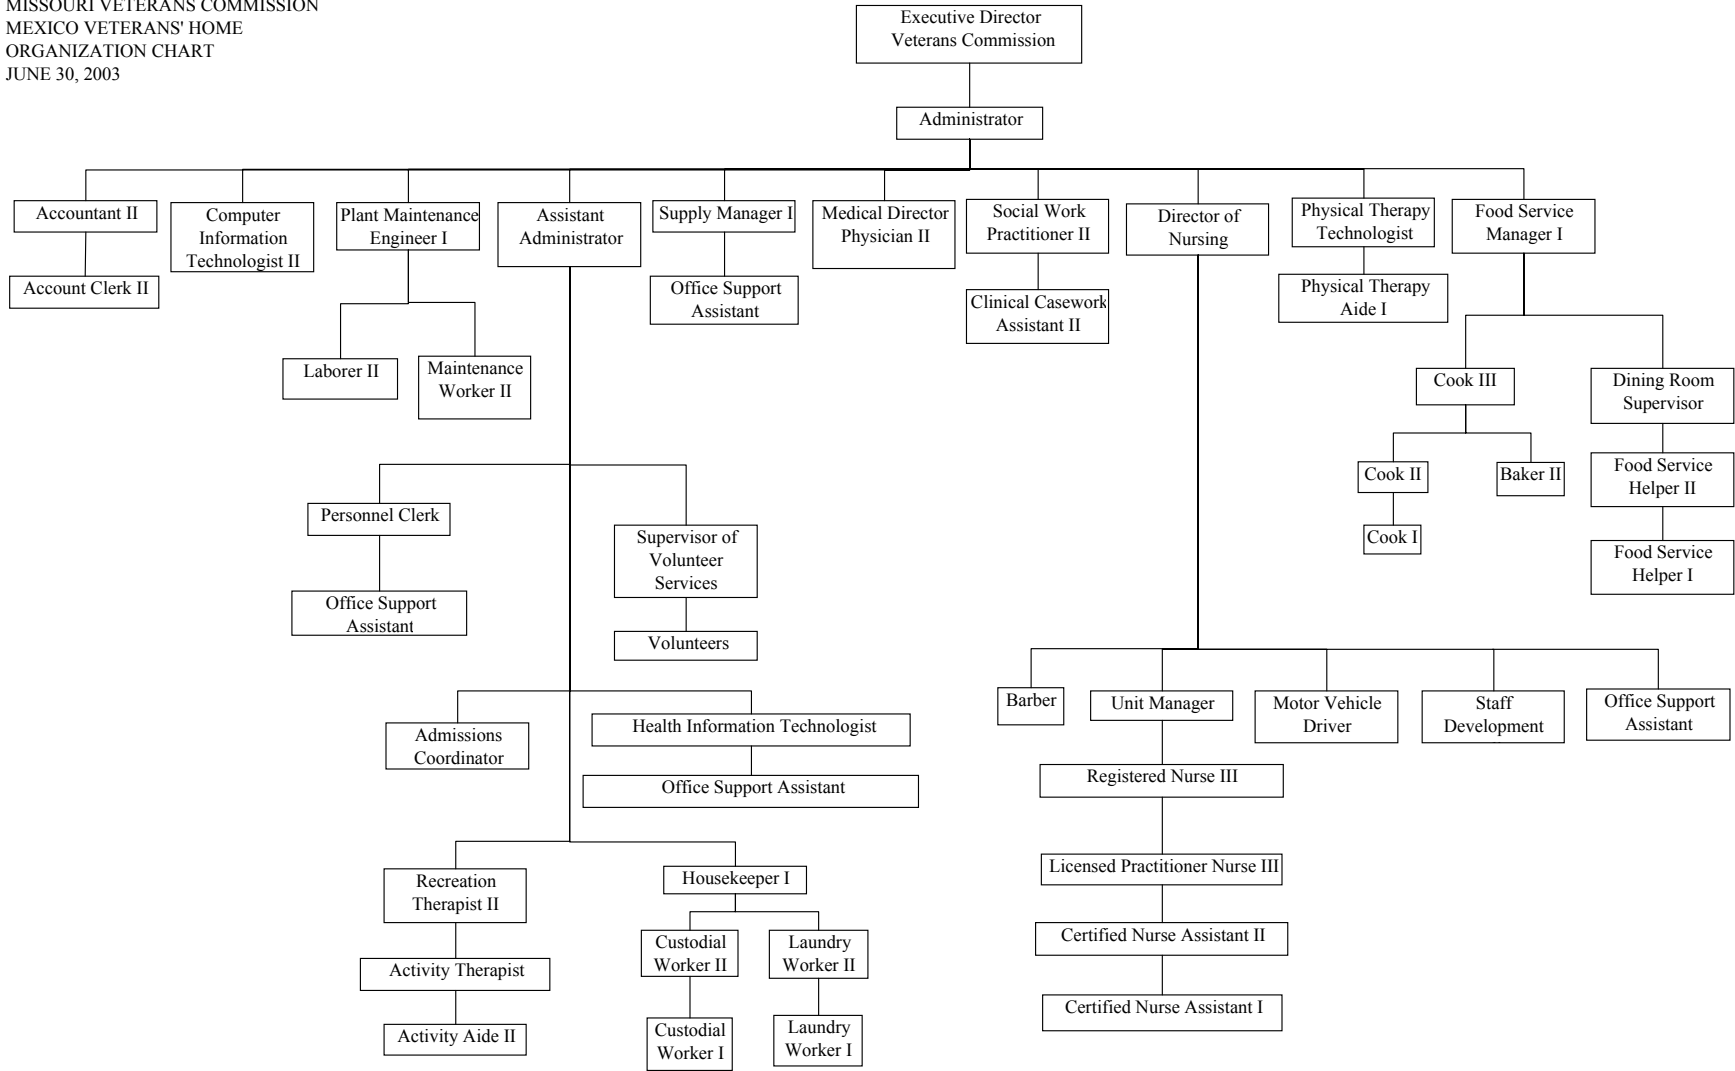 MISSOURI VETERANS COMMISSION
MEXICO VETERANS' HOME
ORGANIZATION CHART
JUNE 30, 2003
Executive Director
Veterans Commission
Administrator
Accountant II
Account Clerk II
Computer
Information
Technologist II
Plant Maintenance
Engineer I
Laborer II
Maintenance
Worker II
Assistant
Administrator
Supply Manager I
Office Support
Assistant
Medical Director
Physician II
Social Work
Practitioner II
Clinical Casework
Assistant II
Director of
Nursing
Physical Therapy
Technologist
Physical Therapy
Aide I
Food Service
Manager I
Cook III
Cook II
Cook I
Baker II
Dining Room
Supervisor
Food Service
Helper II
Food Service
Helper I
Personnel Clerk
Office Support
Assistant
Supervisor of
Volunteer
Services
Volunteers
Admissions
Coordinator
Health Information Technologist
Office Support Assistant
Recreation
Therapist II
Activity Therapist
Activity Aide II
Housekeeper I
Custodial
Worker II
Custodial
Worker I
Laundry
Worker II
Laundry
Worker I
Barber
Unit Manager
Registered Nurse III
Licensed Practitioner Nurse III
Certified Nurse Assistant II
Certified Nurse Assistant I
Motor Vehicle
Driver
Staff
Development
Office Support
Assistant